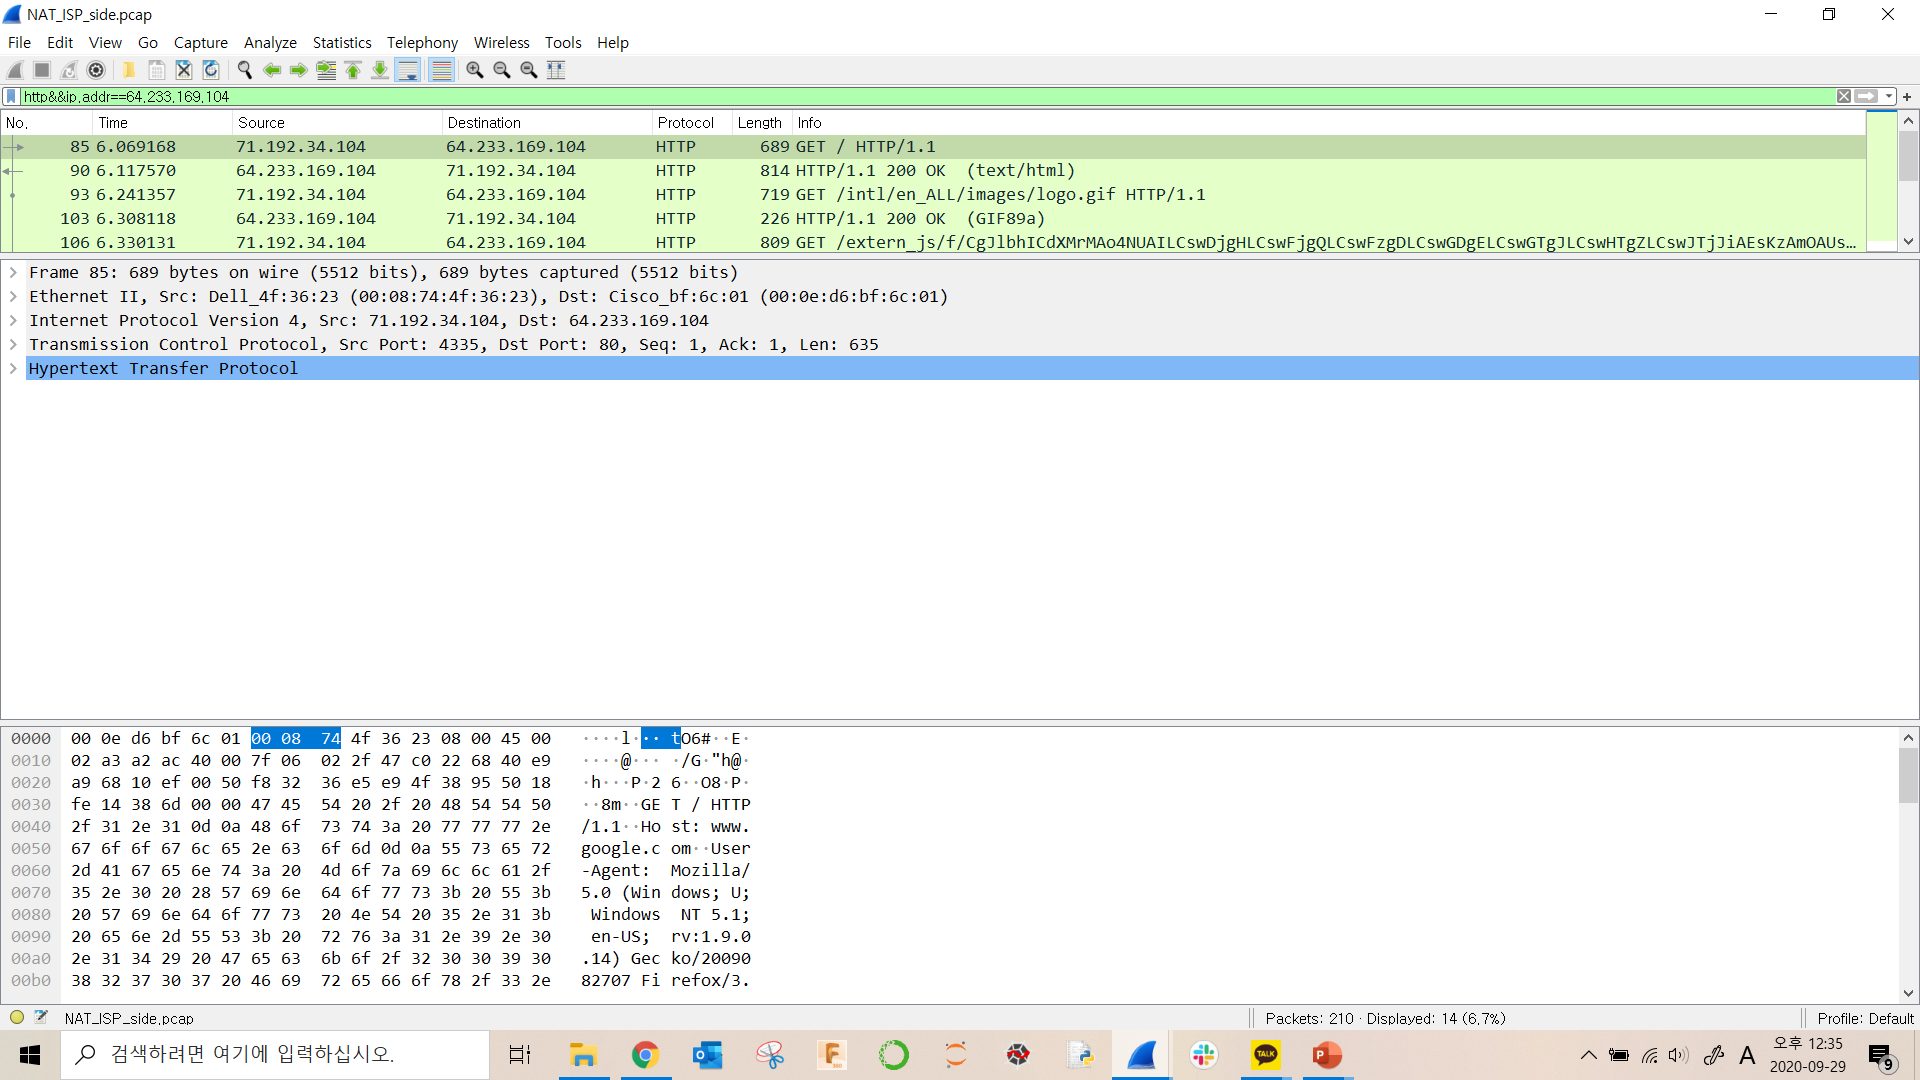 NAT_ISP_side.pcap
File Edit View Go Capture Analyze Statistics Telephony Wireless Tools Help
http&&ip.addr==64.233.169.104
No. Time Source Destination Protocol Length Info
85 6.069168 71.192.34.104 64.233.169.104 HTTP 689 GET / HTTP/1.1
90 6.117570 64.233.169.104 71.192.34.104 HTTP 814 HTTP/1.1 200 OK (text/html)
93 6.241357 71.192.34.104 64.233.169.104 HTTP 719 GET /intl/en_ALL/images/logo.gif HTTP/1.1
103 6.308118 64.233.169.104 71.192.34.104 HTTP 226 HTTP/1.1 200 OK (GIF89a)
106 6.330131 71.192.34.104 64.233.169.104 HTTP 809 GET /extern_js/f/CgJlbhICdXMrMAo4NUAILCswDjgHLCswFjgQLCswFzgDLCswGDgELCswGTgJLCswHTgZLCswJTjJiAEsKzAmOAUs…
Frame 85: 689 bytes on wire (5512 bits), 689 bytes captured (5512 bits)
Ethernet II, Src: Dell_4f:36:23 (00:08:74:4f:36:23), Dst: Cisco_bf:6c:01 (00:0e:d6:bf:6c:01)
Internet Protocol Version 4, Src: 71.192.34.104, Dst: 64.233.169.104
Transmission Control Protocol, Src Port: 4335, Dst Port: 80, Seq: 1, Ack: 1, Len: 635
Hypertext Transfer Protocol
0000 00 0e d6 bf 6c 01 00 08 74 4f 36 23 08 00 45 00 ····l··· tO6#··E·
0010 02 a3 a2 ac 40 00 7f 06 02 2f 47 c0 22 68 40 e9 ····@··· ·/G·"h@·
0020 a9 68 10 ef 00 50 f8 32 36 e5 e9 4f 38 95 50 18 ·h···P·2 6··O8·P·
0030 fe 14 38 6d 00 00 47 45 54 20 2f 20 48 54 54 50 ··8m··GE T / HTTP
0040 2f 31 2e 31 0d 0a 48 6f 73 74 3a 20 77 77 77 2e /1.1··Ho st: www.
0050 67 6f 6f 67 6c 65 2e 63 6f 6d 0d 0a 55 73 65 72 google.c om··User
0060 2d 41 67 65 6e 74 3a 20 4d 6f 7a 69 6c 6c 61 2f -Agent: Mozilla/
0070 35 2e 30 20 28 57 69 6e 64 6f 77 73 3b 20 55 3b 5.0 (Win dows; U;
0080 20 57 69 6e 64 6f 77 73 20 4e 54 20 35 2e 31 3b Windows NT 5.1;
0090 20 65 6e 2d 55 53 3b 20 72 76 3a 31 2e 39 2e 30 en-US; rv:1.9.0
00a0 2e 31 34 29 20 47 65 63 6b 6f 2f 32 30 30 39 30 .14) Gec ko/20090
00b0 38 32 37 30 37 20 46 69 72 65 66 6f 78 2f 33 2e 82707 Fi refox/3.
NAT_ISP_side.pcap Packets: 210 · Displayed: 14 (6.7%) Profile: Default
검색하려면 여기에 입력하십시오.
TALK
A
오후 12:35
2020-09-29
9